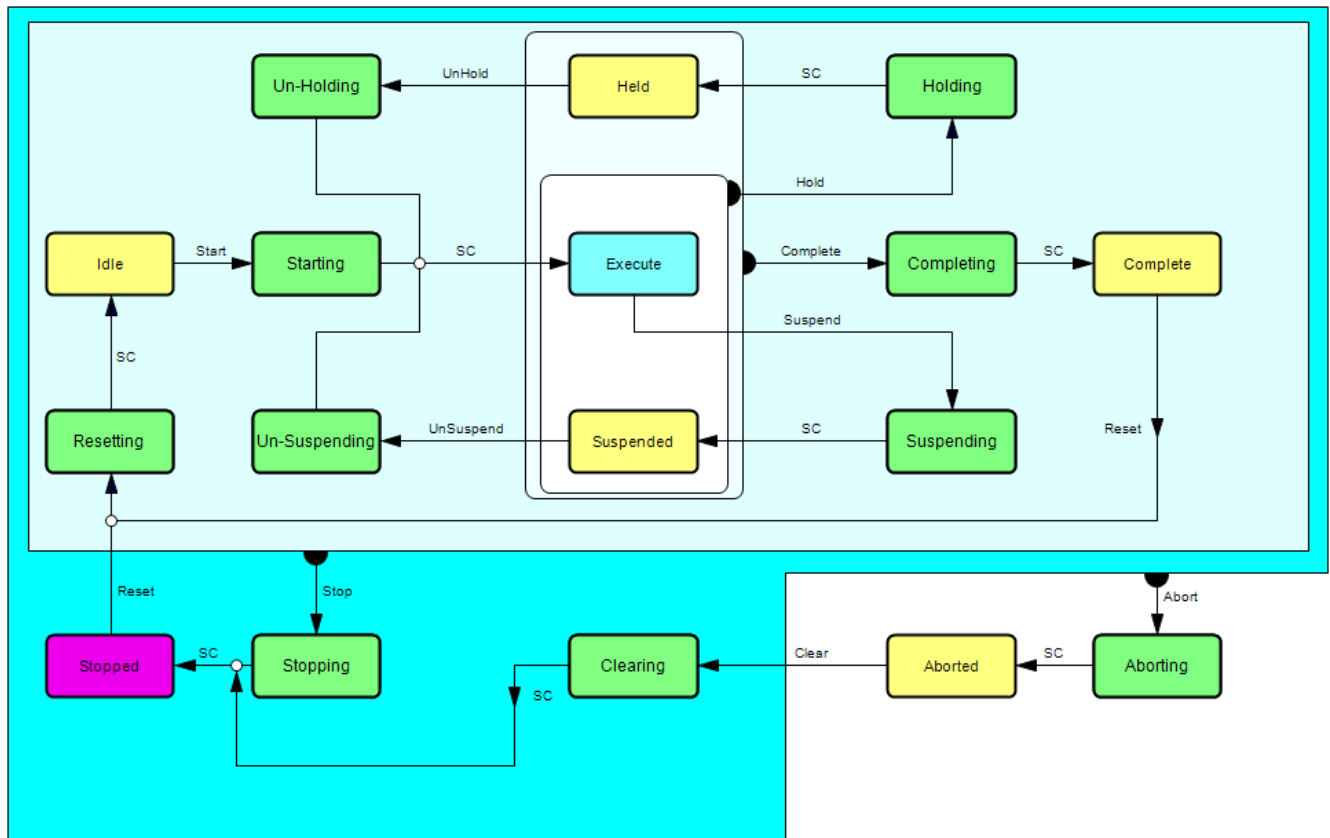 Un-Holding
UnHold
Held
SC
Holding
Hold
Idle
Start
Starting
SC
Execute
Complete
Completing
SC
Complete
Suspend
SC
Resetting
Un-Suspending
UnSuspend
Suspended
SC
Suspending
Reset
Reset
Stop
Abort
Stopped
SC
Stopping
Clearing
Clear
Aborted
SC
Aborting
SC